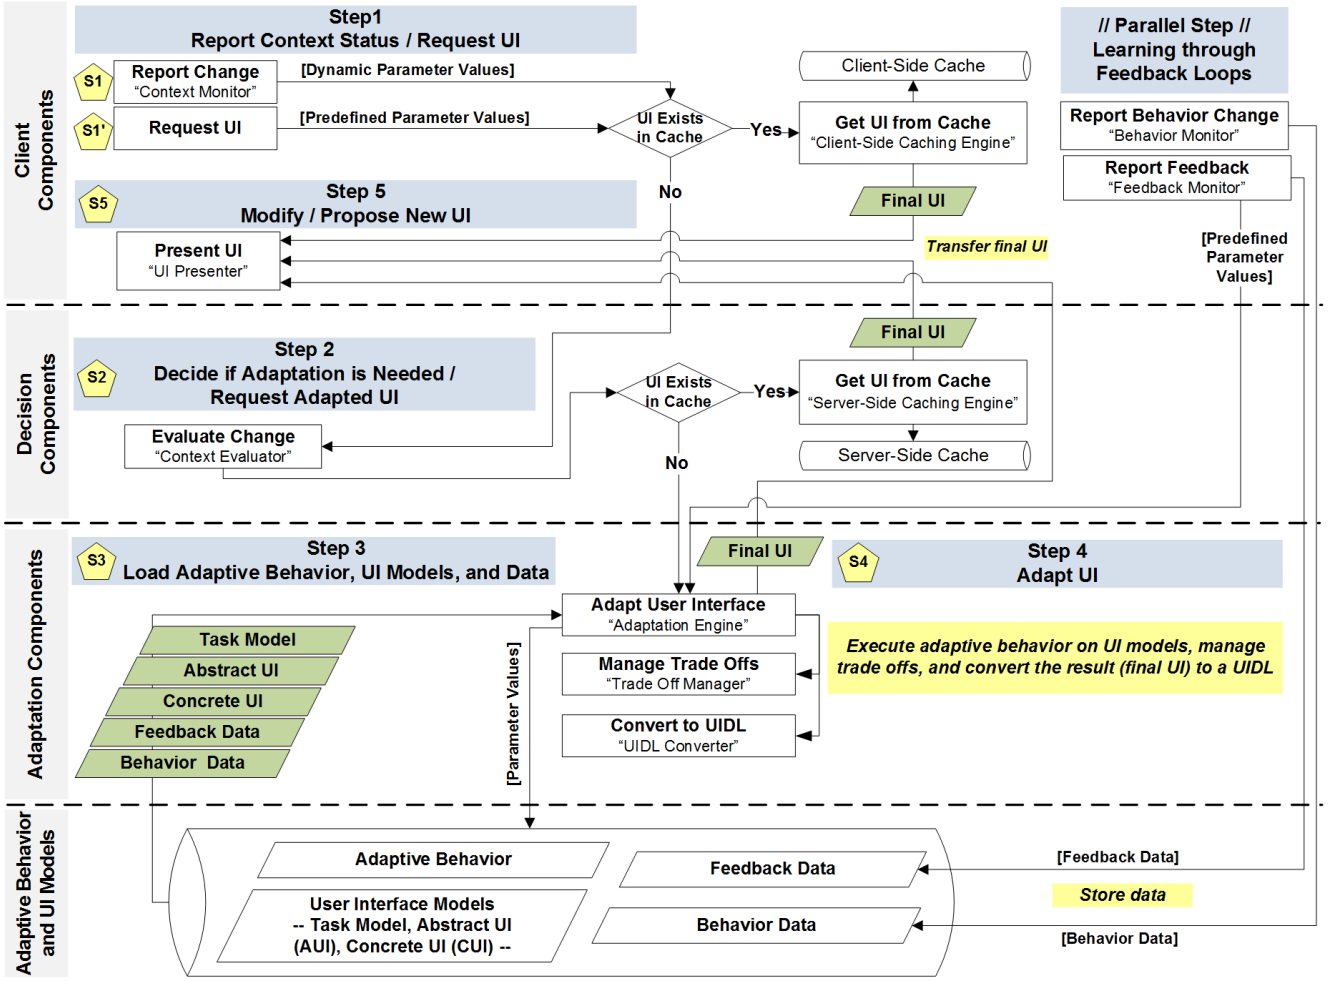 Client
Components
Step1
Report Context Status / Request UI
// Parallel Step //
Learning through
Feedback Loops
S1
Report Change
“Context Monitor”
[Dynamic Parameter Values]
S1'
Request UI
[Predefined Parameter Values]
UI Exists
in Cache
Yes
No
Client-Side Cache
Get UI from Cache
“Client-Side Caching Engine”
Final UI
Transfer final UI
Report Behavior Change
“Behavior Monitor”
Report Feedback
“Feedback Monitor”
[Predefined
Parameter
Values]
S5
Step 5
Modify / Propose New UI
Present UI
“UI Presenter”
Decision
Components
S2
Step 2
Decide if Adaptation is Needed /
Request Adapted UI
Evaluate Change
“Context Evaluator”
UI Exists
in Cache
Yes
No
Final UI
Get UI from Cache
“Server-Side Caching Engine”
Server-Side Cache
Adaptation Components
S3
Step 3
Load Adaptive Behavior, UI Models, and Data
Final UI
S4
Step 4
Adapt UI
Task Model
Abstract UI
Concrete UI
Feedback Data
Behavior  Data
[Parameter Values]
Adapt User Interface
“Adaptation Engine”
Manage Trade Offs
“Trade Off Manager”
Convert to UIDL
“UIDL Converter”
Execute adaptive behavior on UI models, manage
trade offs, and convert the result (final UI) to a UIDL
Adaptive Behavior
and UI Models
Adaptive Behavior
User Interface Models
-- Task Model, Abstract UI
(AUI), Concrete UI (CUI) --
Feedback Data
Behavior Data
[Feedback Data]
Store data
[Behavior Data]